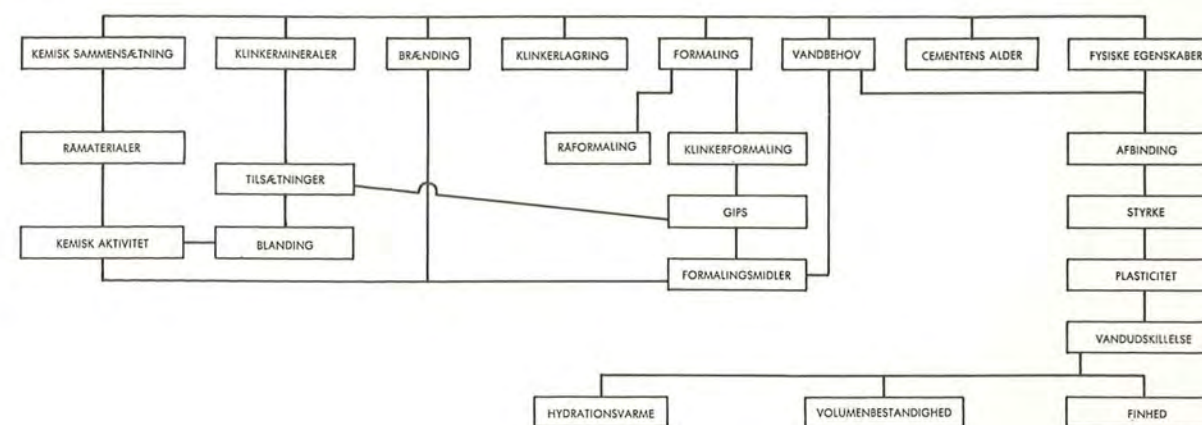 KEMISK SAMMENSÆTNING
KLINKERMINERALER
BRÆNDING
KLINKERLAGRING
FORMALING
VANDBEHOV
CEMENTENS ALDER
FYSISKE EGENSKABER
RÅMATERIALER
RÅFORMALING
KLINKERFORMALING
AFBINDING
TILSÆTNINGER
GIPS
STYRKE
KEMISK AKTIVITET
BLANDING
FORMALINGSMIDLER
PLASTICITET
VANDUDSKILLELSE
HYDRATIONSVARME
VOLUMENBESTANDIGHED
FINHED